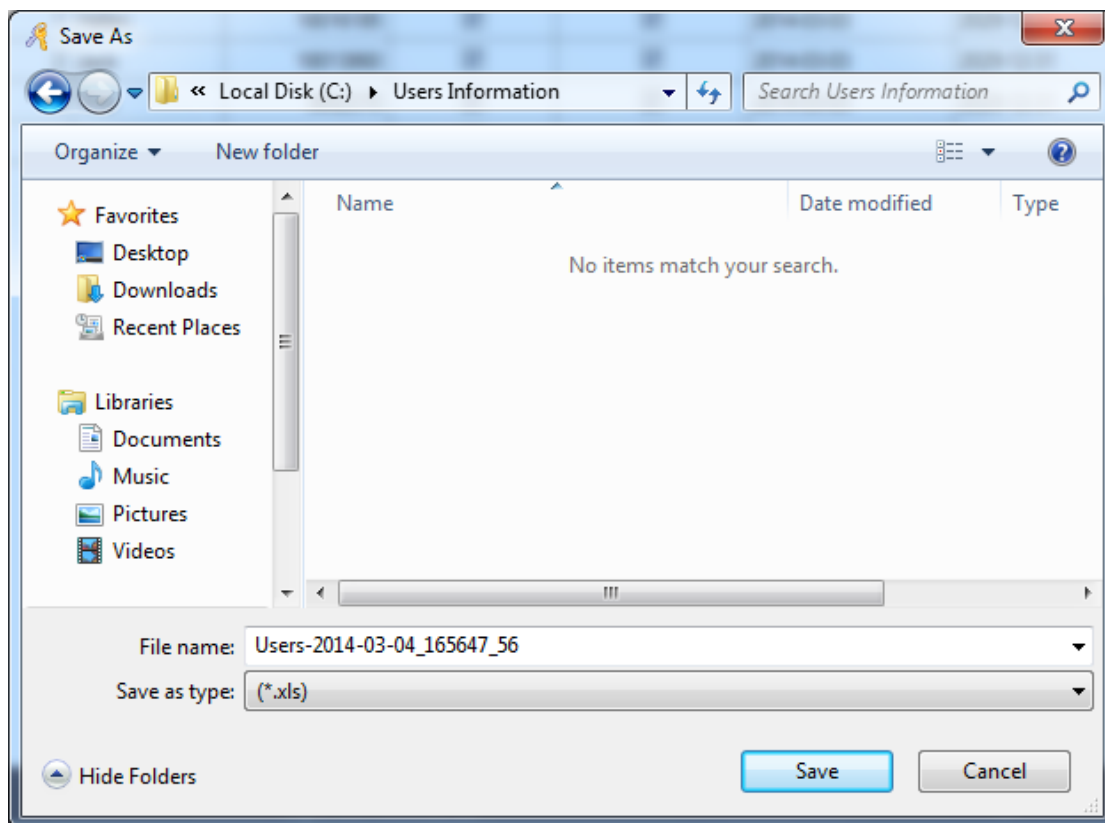 Save As
« Local Disk (C:) ▸ Users Information
Search Users Information
Organize ▾ New folder
Favorites
Desktop
Downloads
Recent Places
Libraries
Documents
Music
Pictures
Videos
Name Date modified Type
No items match your search.
File name: Users-2014-03-04_165647_56
Save as type: (*.xls)
Hide Folders Save Cancel